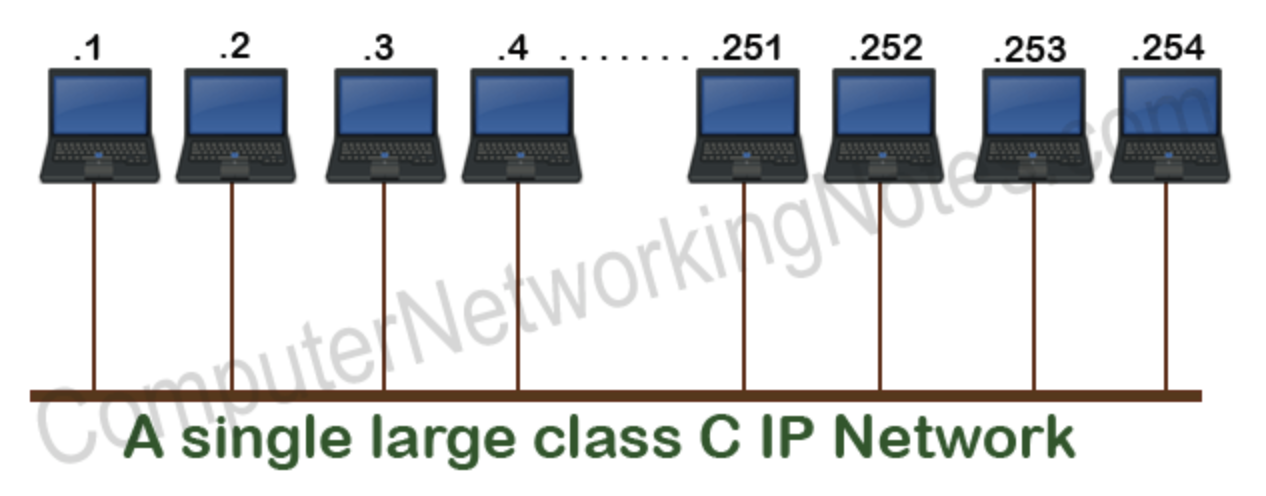 .1 .2 .3 .4 . . . . . . . .251 .252 .253 .254
ComputerNetworkingNotes.com
A single large class C IP Network